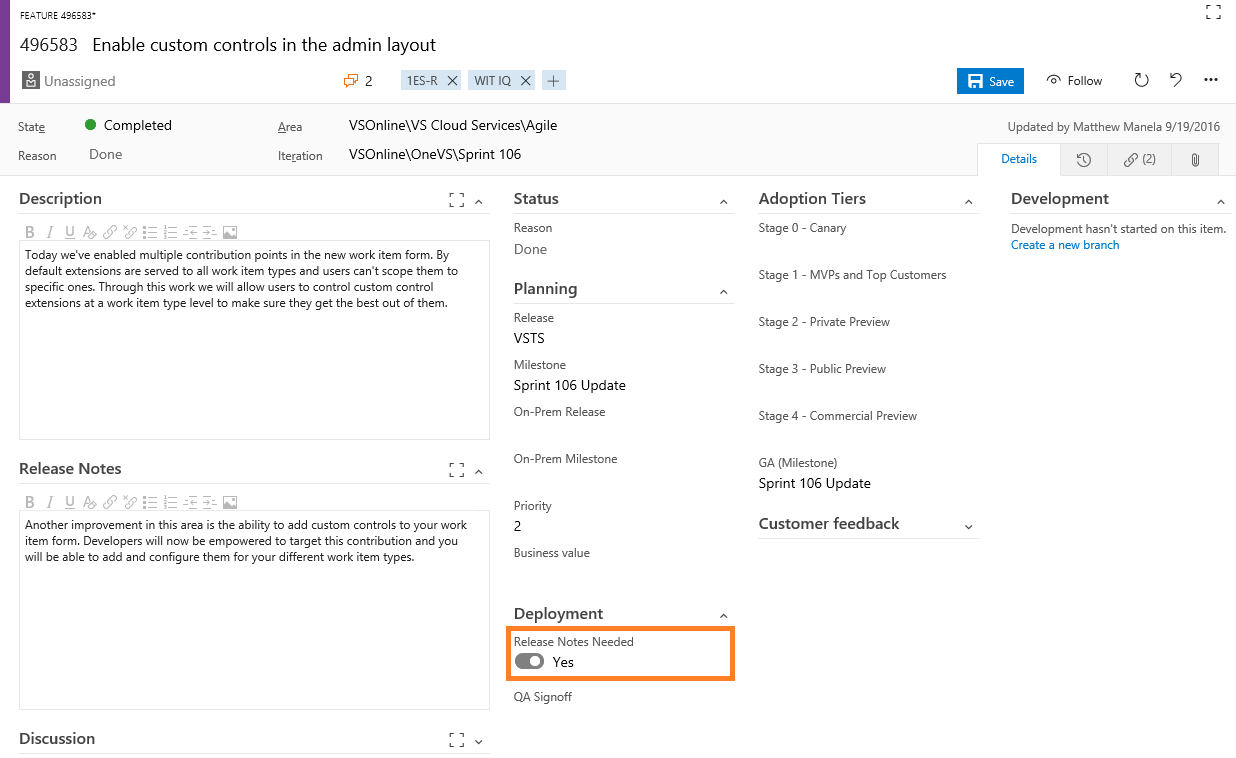 FEATURE 496583*
496583 Enable custom controls in the admin layout
Unassigned
2
1ES-R
WIT IQ
Save
Follow
State
Completed
Area
VSOnline\VS Cloud Services\Agile
Updated by Matthew Manela 9/19/2016
Reason
Done
Iteration
VSOnline\OneVS\Sprint 106
Details
(2)
Description
B I U
Today we've enabled multiple contribution points in the new work item form. By
default extensions are served to all work item types and users can't scope them to
specific ones. Through this work we will allow users to control custom control
extensions at a work item type level to make sure they get the best out of them.
Release Notes
B I U
Another improvement in this area is the ability to add custom controls to your work
item form. Developers will now be empowered to target this contribution and you
will be able to add and configure them for your different work item types.
Discussion
Status
Reason
Done
Planning
Release
VSTS
Milestone
Sprint 106 Update
On-Prem Release
On-Prem Milestone
Priority
2
Business value
Deployment
Release Notes Needed
Yes
QA Signoff
Adoption Tiers
Stage 0 - Canary
Stage 1 - MVPs and Top Customers
Stage 2 - Private Preview
Stage 3 - Public Preview
Stage 4 - Commercial Preview
GA (Milestone)
Sprint 106 Update
Customer feedback
Development
Development hasn't started on this item.
Create a new branch